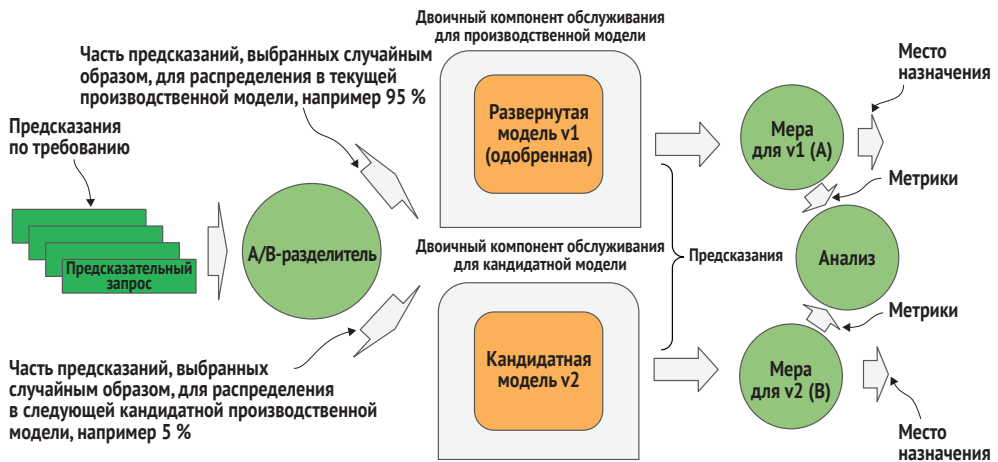 Двоичный компонент обслуживания
для производственной модели
Часть предсказаний, выбранных случайным
образом, для распределения в текущей
производственной модели, например 95 %
Предсказания
по требованию
Предсказательный
запрос
A/B-разделитель
Развернутая
модель v1
(одобренная)
Мера
для v1 (A)
Место
назначения
Метрики
Двоичный компонент обслуживания
для кандидатной модели
Предсказания
Анализ
Метрики
Кандидатная
модель v2
Мера
для v2 (B)
Место
назначения
Часть предсказаний, выбранных
случайным образом, для распределения
в следующей кандидатной производственной
модели, например 5 %